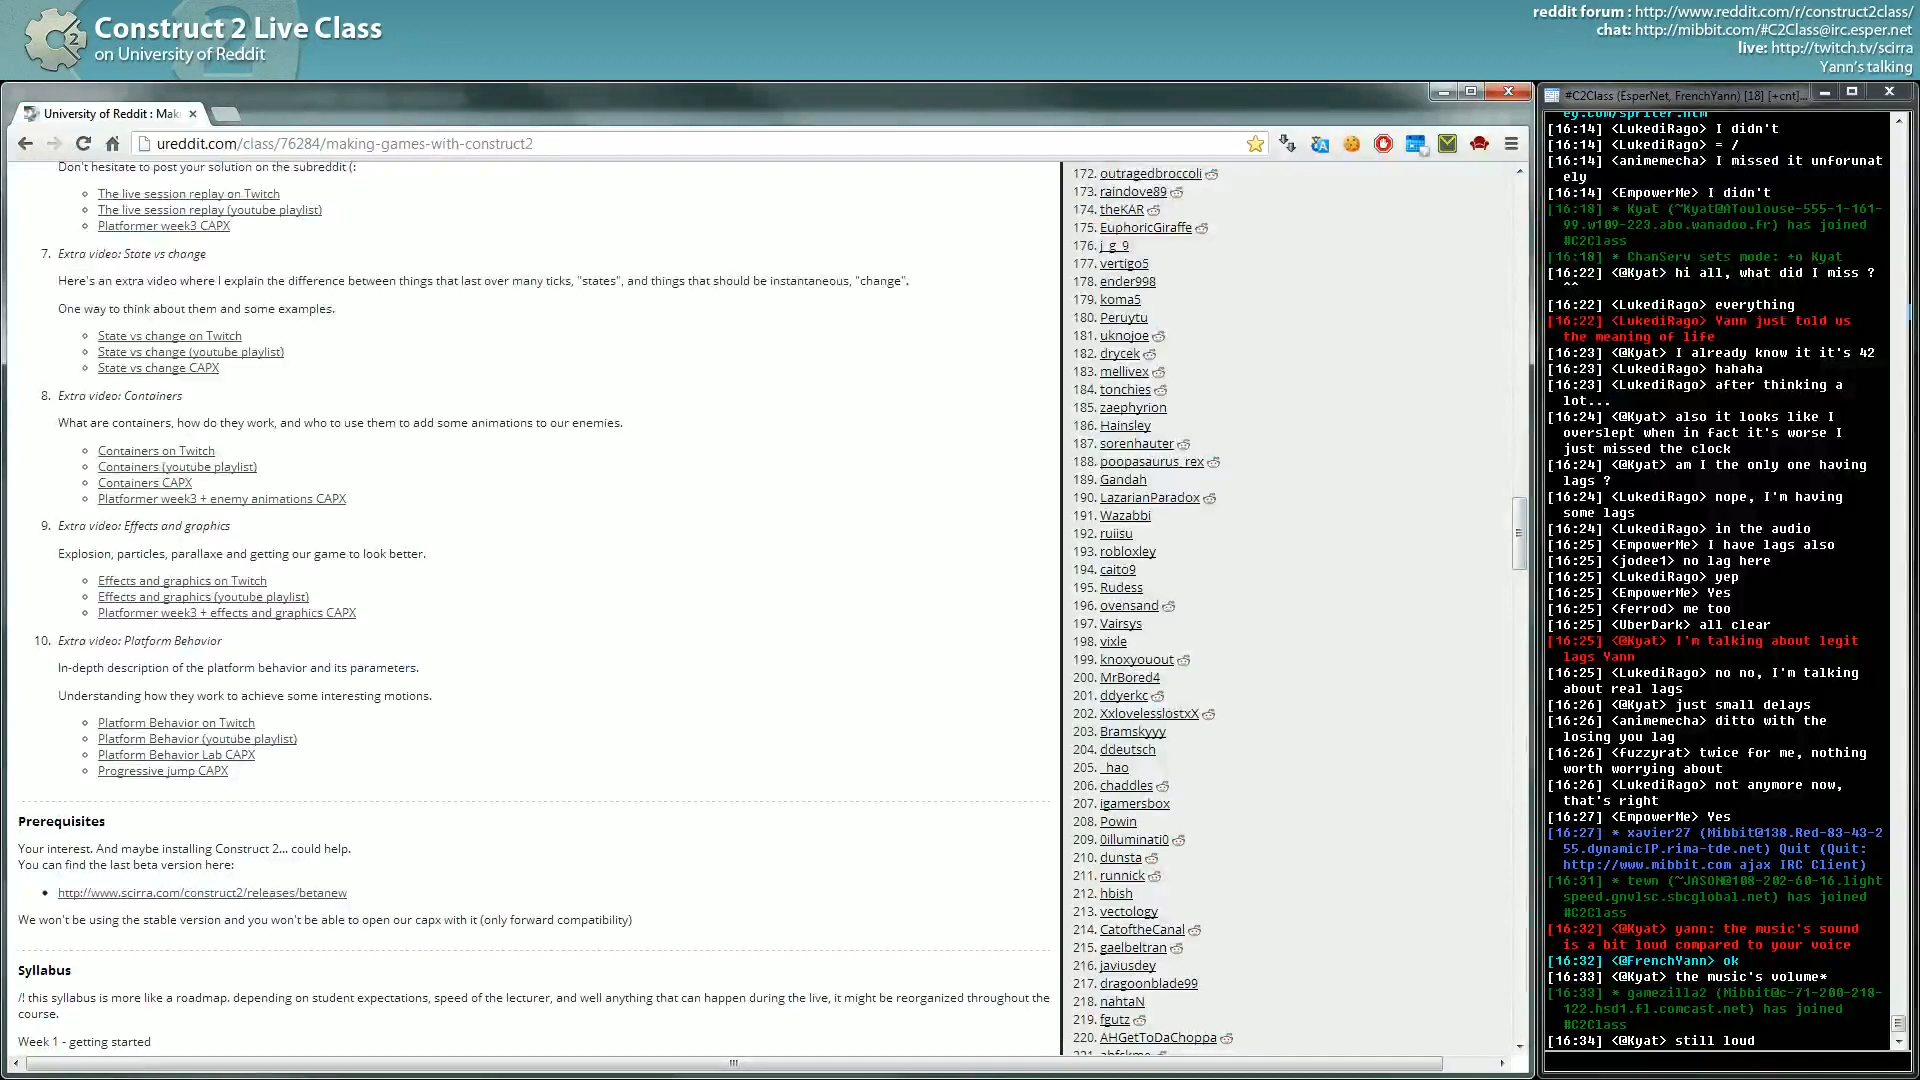 Construct 2 Live Class
on University of Reddit
reddit forum : http://www.reddit.com/r/construct2class/
chat: http://mibbit.com/#C2Class@irc.esper.net
live: http://twitch.tv/scirra
Yann's talking
University of Reddit : Mak
ureddit.com/class/76284/making-games-with-construct2
Don't hesitate to post your solution on the subreddit (:
The live session replay on Twitch
The live session replay (youtube playlist)
Platformer week3 CAPX
7. Extra video: State vs change
Here's an extra video where I explain the difference between things that last over many ticks, "states", and things that should be instantaneous, "change".
One way to think about them and some examples.
State vs change on Twitch
State vs change (youtube playlist)
State vs change CAPX
8. Extra video: Containers
What are containers, how do they work, and who to use them to add some animations to our enemies.
Containers on Twitch
Containers (youtube playlist)
Containers CAPX
Platformer week3 + enemy animations CAPX
9. Extra video: Effects and graphics
Explosion, particles, parallaxe and getting our game to look better.
Effects and graphics on Twitch
Effects and graphics (youtube playlist)
Platformer week3 + effects and graphics CAPX
10. Extra video: Platform Behavior
In-depth description of the platform behavior and its parameters.
Understanding how they work to achieve some interesting motions.
Platform Behavior on Twitch
Platform Behavior (youtube playlist)
Platform Behavior Lab CAPX
Progressive jump CAPX
Prerequisites
Your interest. And maybe installing Construct 2... could help.
You can find the last beta version here:
http://www.scirra.com/construct2/releases/betanew
We won't be using the stable version and you won't be able to open our capx with it (only forward compatibility)
Syllabus
/! this syllabus is more like a roadmap. depending on student expectations, speed of the lecturer, and well anything that can happen during the live, it might be reorganized throughout the
course.
Week 1 - getting started
172. outragedbroccoli
173. raindove89
174. theKAR
175. EuphoricGiraffe
176. j_g_9
177. vertigo5
178. ender998
179. koma5
180. Peruytu
181. uknojoe
182. drycek
183. mellivex
184. tonchies
185. zaephyrion
186. Hainsley
187. sorenhauter
188. poopasaurus_rex
189. Gandah
190. LazarianParadox
191. Wazabbi
192. ruiisu
193. robloxley
194. caito9
195. Rudess
196. ovensand
197. Vairsys
198. vixle
199. knoxyouout
200. MrBored4
201. ddyerkc
202. XxlovelesslostxX
203. Bramskyyy
204. ddeutsch
205. _hao
206. chaddles
207. igamersbox
208. Powin
209. 0illuminati0
210. dunsta
211. runnick
212. hbish
213. vectology
214. CatoftheCanal
215. gaelbeltran
216. javiusdey
217. dragoonblade99
218. nahtaN
219. fgutz
220. AHGetToDaChoppa
#C2Class (EsperNet, FrenchYann) [18] [+cnt]...
ey.com/spriter.htm
[16:14] <LukediRago> I didn't
[16:14] <LukediRago> = /
[16:14] <animemecha> I missed it unforunat
ely
[16:14] <EmpowerMe> I didn't
[16:18] * Kyat (~Kyat@AToulouse-555-1-161-
99.w109-223.abo.wanadoo.fr) has joined
#C2Class
[16:18] * ChanServ sets mode: +o Kyat
[16:22] <@Kyat> hi all, what did I miss ?
^^
[16:22] <LukediRago> everything
[16:22] <LukediRago> Yann just told us
the meaning of life
[16:23] <@Kyat> I already know it it's 42
[16:23] <LukediRago> hahaha
[16:23] <LukediRago> after thinking a
lot...
[16:24] <@Kyat> also it looks like I
overslept when in fact it's worse I
just missed the clock
[16:24] <@Kyat> am I the only one having
lags ?
[16:24] <LukediRago> nope, I'm having
some lags
[16:24] <LukediRago> in the audio
[16:25] <EmpowerMe> I have lags also
[16:25] <jodee1> no lag here
[16:25] <LukediRago> yep
[16:25] <EmpowerMe> Yes
[16:25] <ferrod> me too
[16:25] <UberDark> all clear
[16:25] <@Kyat> I'm talking about legit
lags Yann
[16:25] <LukediRago> no no, I'm talking
about real lags
[16:26] <@Kyat> just small delays
[16:26] <animemecha> ditto with the
losing you lag
[16:26] <fuzzyrat> twice for me, nothing
worth worrying about
[16:26] <LukediRago> not anymore now,
that's right
[16:27] <EmpowerMe> Yes
[16:27] * xavier27 (Mibbit@138.Red-83-43-2
55.dynamicIP.rima-tde.net) Quit (Quit:
http://www.mibbit.com ajax IRC Client)
[16:31] * tewn (~JASON@108-202-60-16.light
speed.gnvlsc.sbcglobal.net) has joined
#C2Class
[16:32] <@Kyat> yann: the music's sound
is a bit loud compared to your voice
[16:32] <@FrenchYann> ok
[16:33] <@Kyat> the music's volume*
[16:33] * gamezilla2 (Mibbit@c-71-200-218-
122.hsd1.fl.comcast.net) has joined
#C2Class
[16:34] <@Kyat> still loud